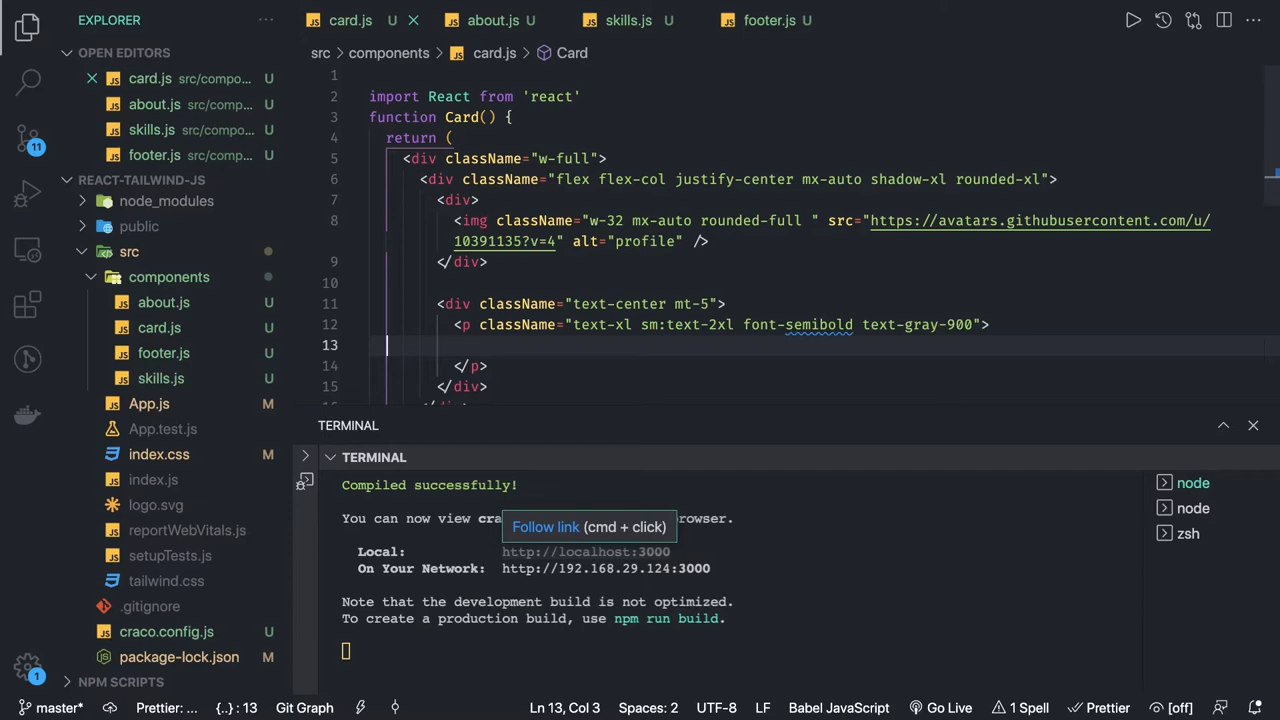 EXPLORER
OPEN EDITORS
card.js src/compo... U
about.js src/comp... U
skills.js src/comp... U
footer.js src/comp... U
REACT-TAILWIND-JS
node_modules
public
src
components
about.js U
card.js U
footer.js U
skills.js U
App.js M
App.test.js
index.css M
index.js
logo.svg
reportWebVitals.js
setupTests.js
tailwind.css
.gitignore
craco.config.js U
package-lock.json M
NPM SCRIPTS
11
1
card.js U about.js U skills.js U footer.js U
src > components > card.js > Card
1
2 import React from 'react'
3 function Card() {
4 return (
5 <div className="w-full">
6 <div className="flex flex-col justify-center mx-auto shadow-xl rounded-xl">
7 <div>
8 <img className="w-32 mx-auto rounded-full " src="https://avatars.githubusercontent.com/u/
10391135?v=4" alt="profile" />
9 </div>
10
11 <div className="text-center mt-5">
12 <p className="text-xl sm:text-2xl font-semibold text-gray-900">
13
14 </p>
15 </div>
TERMINAL
TERMINAL
Compiled successfully!
You can now view cra rowser.
Follow link (cmd + click)
Local: http://localhost:3000
On Your Network: http://192.168.29.124:3000
Note that the development build is not optimized.
To create a production build, use npm run build.
node
node
zsh
master* Prettier: ... {..} : 13 Git Graph Ln 13, Col 3 Spaces: 2 UTF-8 LF Babel JavaScript Go Live 1 Spell Prettier [off]